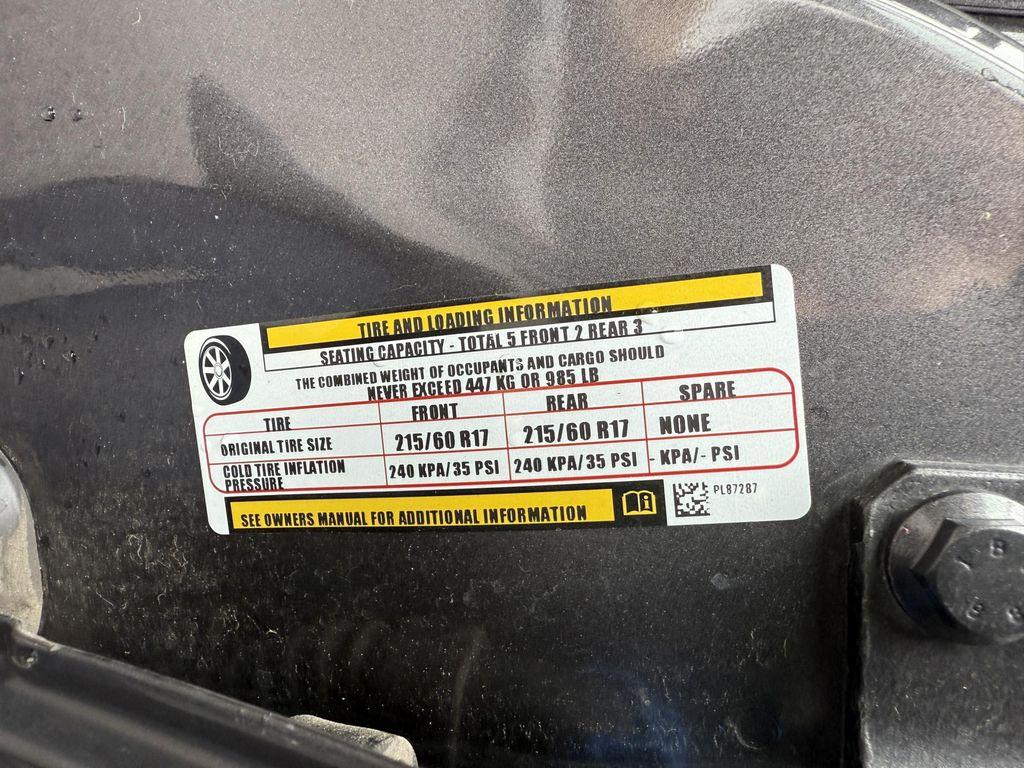 TIRE AND LOADING INFORMATION
SEATING CAPACITY - TOTAL 5 FRONT 2 REAR 3
THE COMBINED WEIGHT OF OCCUPANTS AND CARGO SHOULD
NEVER EXCEED 447 KG OR 985 LB
TIRE FRONT REAR SPARE
ORIGINAL TIRE SIZE 215/60 R17 215/60 R17 NONE
COLD TIRE INFLATION PRESSURE 240 KPA/35 PSI 240 KPA/35 PSI - KPA/- PSI
SEE OWNERS MANUAL FOR ADDITIONAL INFORMATION
PL87287